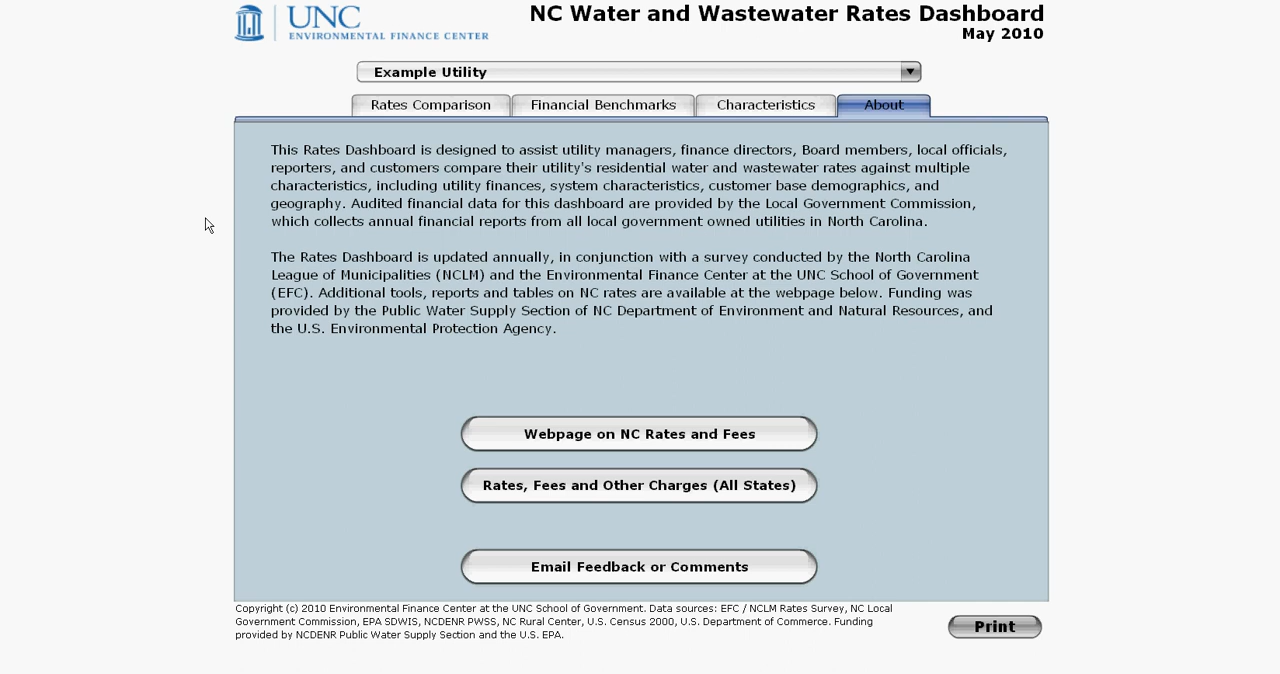 UNC
ENVIRONMENTAL FINANCE CENTER
NC Water and Wastewater Rates Dashboard
May 2010
Example Utility
Rates Comparison
Financial Benchmarks
Characteristics
About
This Rates Dashboard is designed to assist utility managers, finance directors, Board members, local officials,
reporters, and customers compare their utility's residential water and wastewater rates against multiple
characteristics, including utility finances, system characteristics, customer base demographics, and
geography. Audited financial data for this dashboard are provided by the Local Government Commission,
which collects annual financial reports from all local government owned utilities in North Carolina.
The Rates Dashboard is updated annually, in conjunction with a survey conducted by the North Carolina
League of Municipalities (NCLM) and the Environmental Finance Center at the UNC School of Government
(EFC). Additional tools, reports and tables on NC rates are available at the webpage below. Funding was
provided by the Public Water Supply Section of NC Department of Environment and Natural Resources, and
the U.S. Environmental Protection Agency.
Webpage on NC Rates and Fees
Rates, Fees and Other Charges (All States)
Email Feedback or Comments
Copyright (c) 2010 Environmental Finance Center at the UNC School of Government. Data sources: EFC / NCLM Rates Survey, NC Local
Government Commission, EPA SDWIS, NCDENR PWSS, NC Rural Center, U.S. Census 2000, U.S. Department of Commerce. Funding
provided by NCDENR Public Water Supply Section and the U.S. EPA.
Print